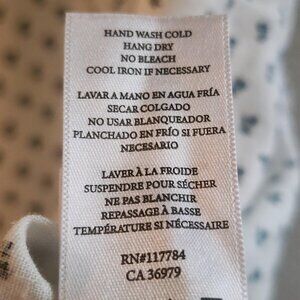 HAND WASH COLD
HANG DRY
NO BLEACH
COOL IRON IF NECESSARY
LAVAR A MANO EN AGUA FRÍA
SECAR COLGADO
NO USAR BLANQUEADOR
PLANCHADO EN FRÍO SI FUERA
NECESARIO
LAVER À LA FROIDE
SUSPENDRE POUR SÉCHER
NE PAS BLANCHIR
REPASSAGE À BASSE
TEMPÉRATURE SI NÉCESSAIRE
RN#117784
CA 36979